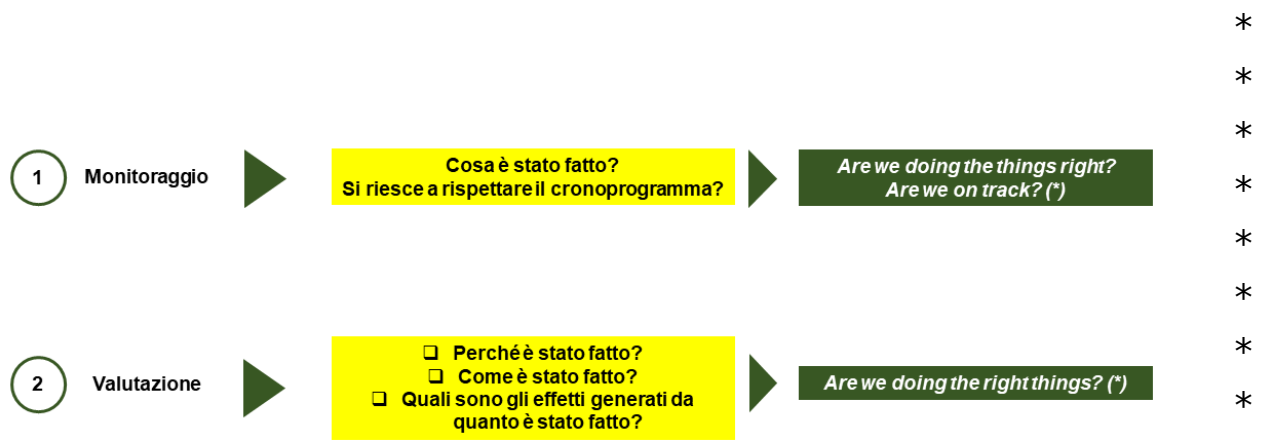 1
Monitoraggio
Cosa è stato fatto?
Si riesce a rispettare il cronoprogramma?
Are we doing the things right?
Are we on track? (*)
2
Valutazione
❑ Perché è stato fatto?
❑ Come è stato fatto?
❑ Quali sono gli effetti generati da
quanto è stato fatto?
Are we doing the right things? (*)
*
*
*
*
*
*
*
*